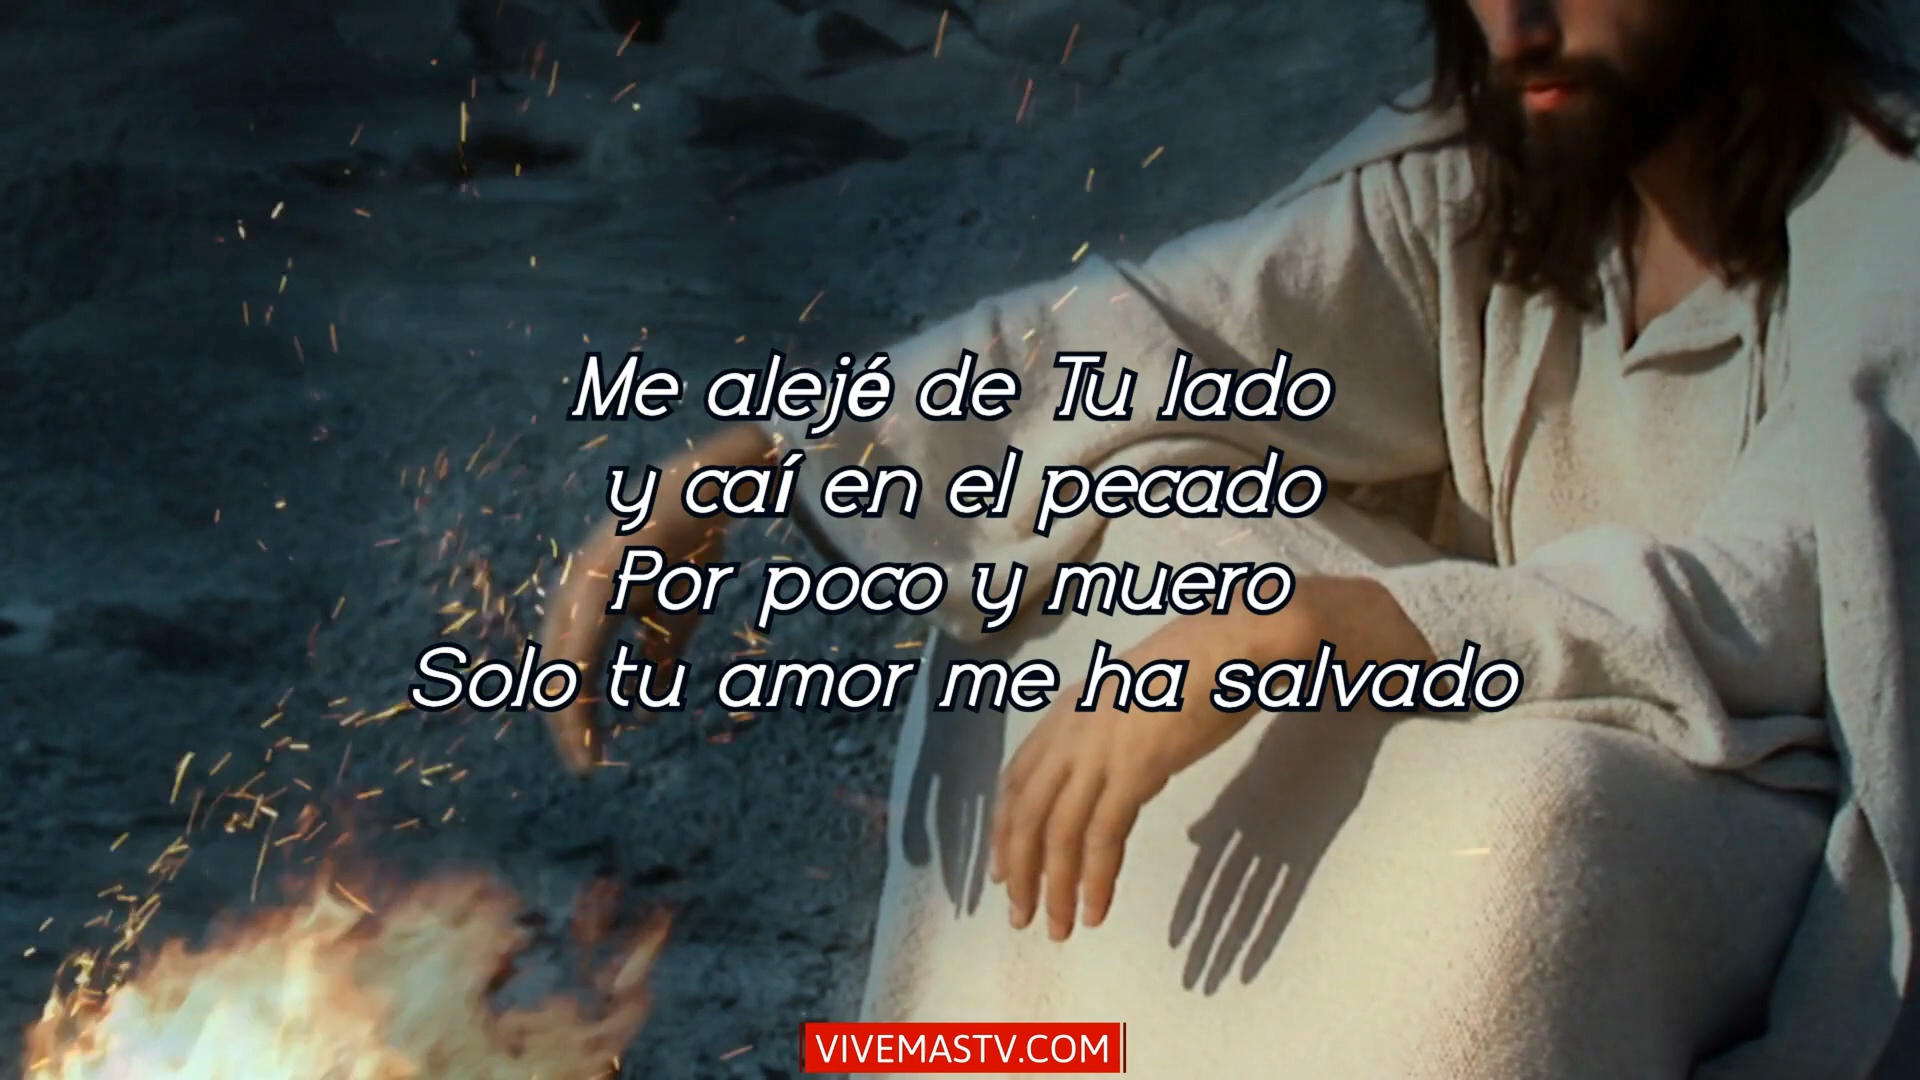 Me alejé de Tu lado
y caí en el pecado
Por poco y muero
Solo tu amor me ha salvado
VIVEMASTV.COM